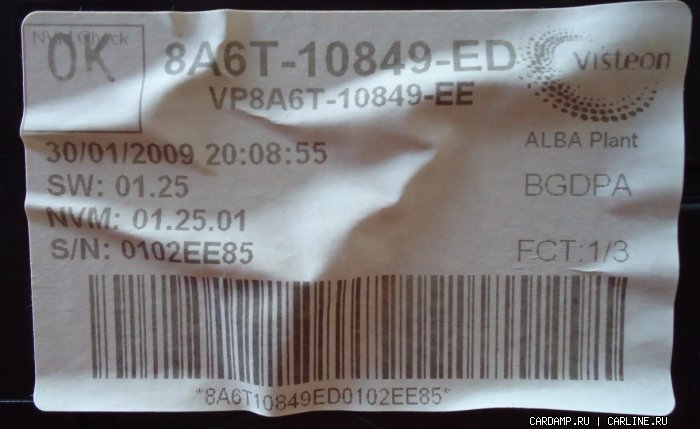 NVM Check
OK
8A6T-10849-ED
VP8A6T-10849-EE
Visteon
ALBA Plant
30/01/2009 20:08:55
SW: 01.25
BGDPA
NVM: 01.25.01
S/N: 0102EE85
FCT:1/3
*8A6T10849ED0102EE85*
CARDAMP.RU | CARLINE.RU